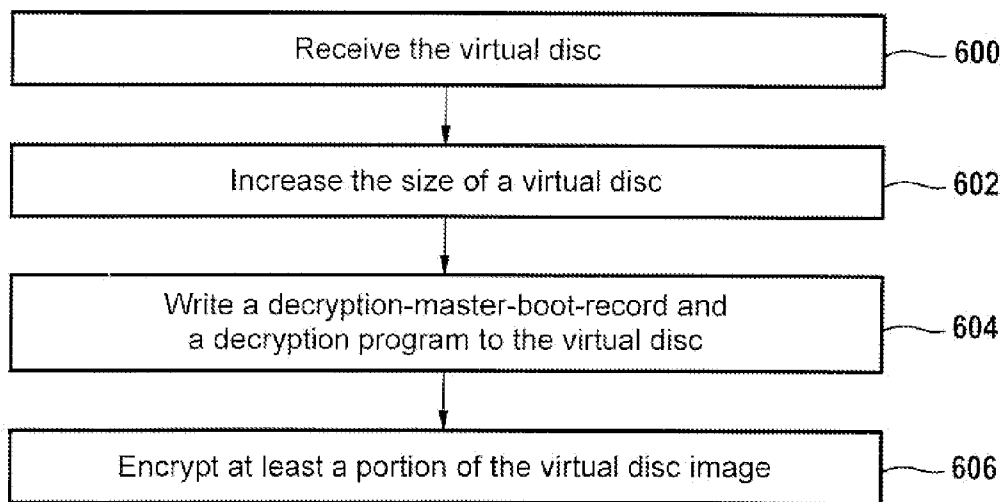 Receive the virtual disc
600
Increase the size of a virtual disc
602
Write a decryption-master-boot-record and
a decryption program to the virtual disc
604
Encrypt at least a portion of the virtual disc image
606